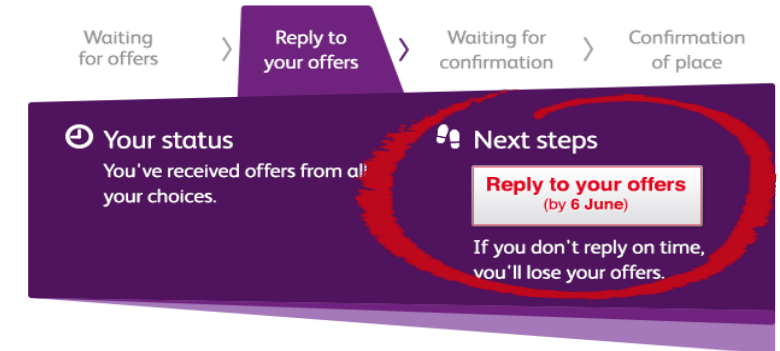 Waiting
for offers
Reply to
your offers
Waiting for
confirmation
Confirmation
of place
Your status
You've received offers from all
your choices.
Next steps
Reply to your offers
(by 6 June)
If you don't reply on time,
you'll lose your offers.